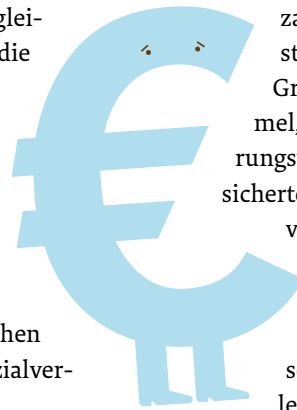 glei-
die
hen
zialver-
za
st
Gr
mel,
rungs
sicherte
v
s
le